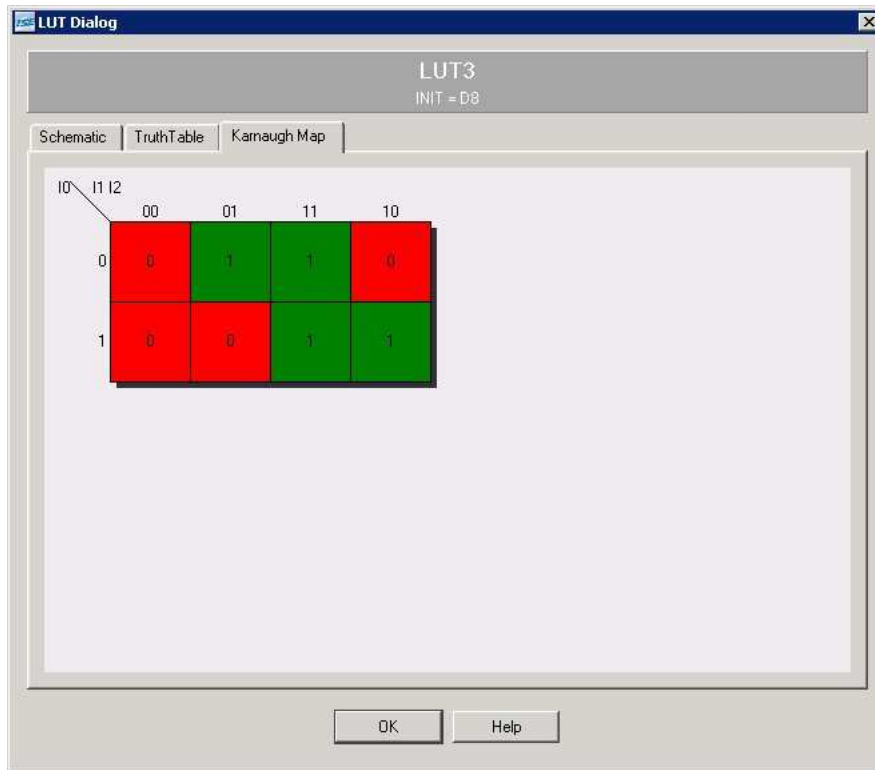 ISE LUT Dialog
LUT3
INIT = D8
Schematic TruthTable Karnaugh Map
I0 I1 I2
00 01 11 10
0 0 1 1 0
1 0 0 1 1
OK Help